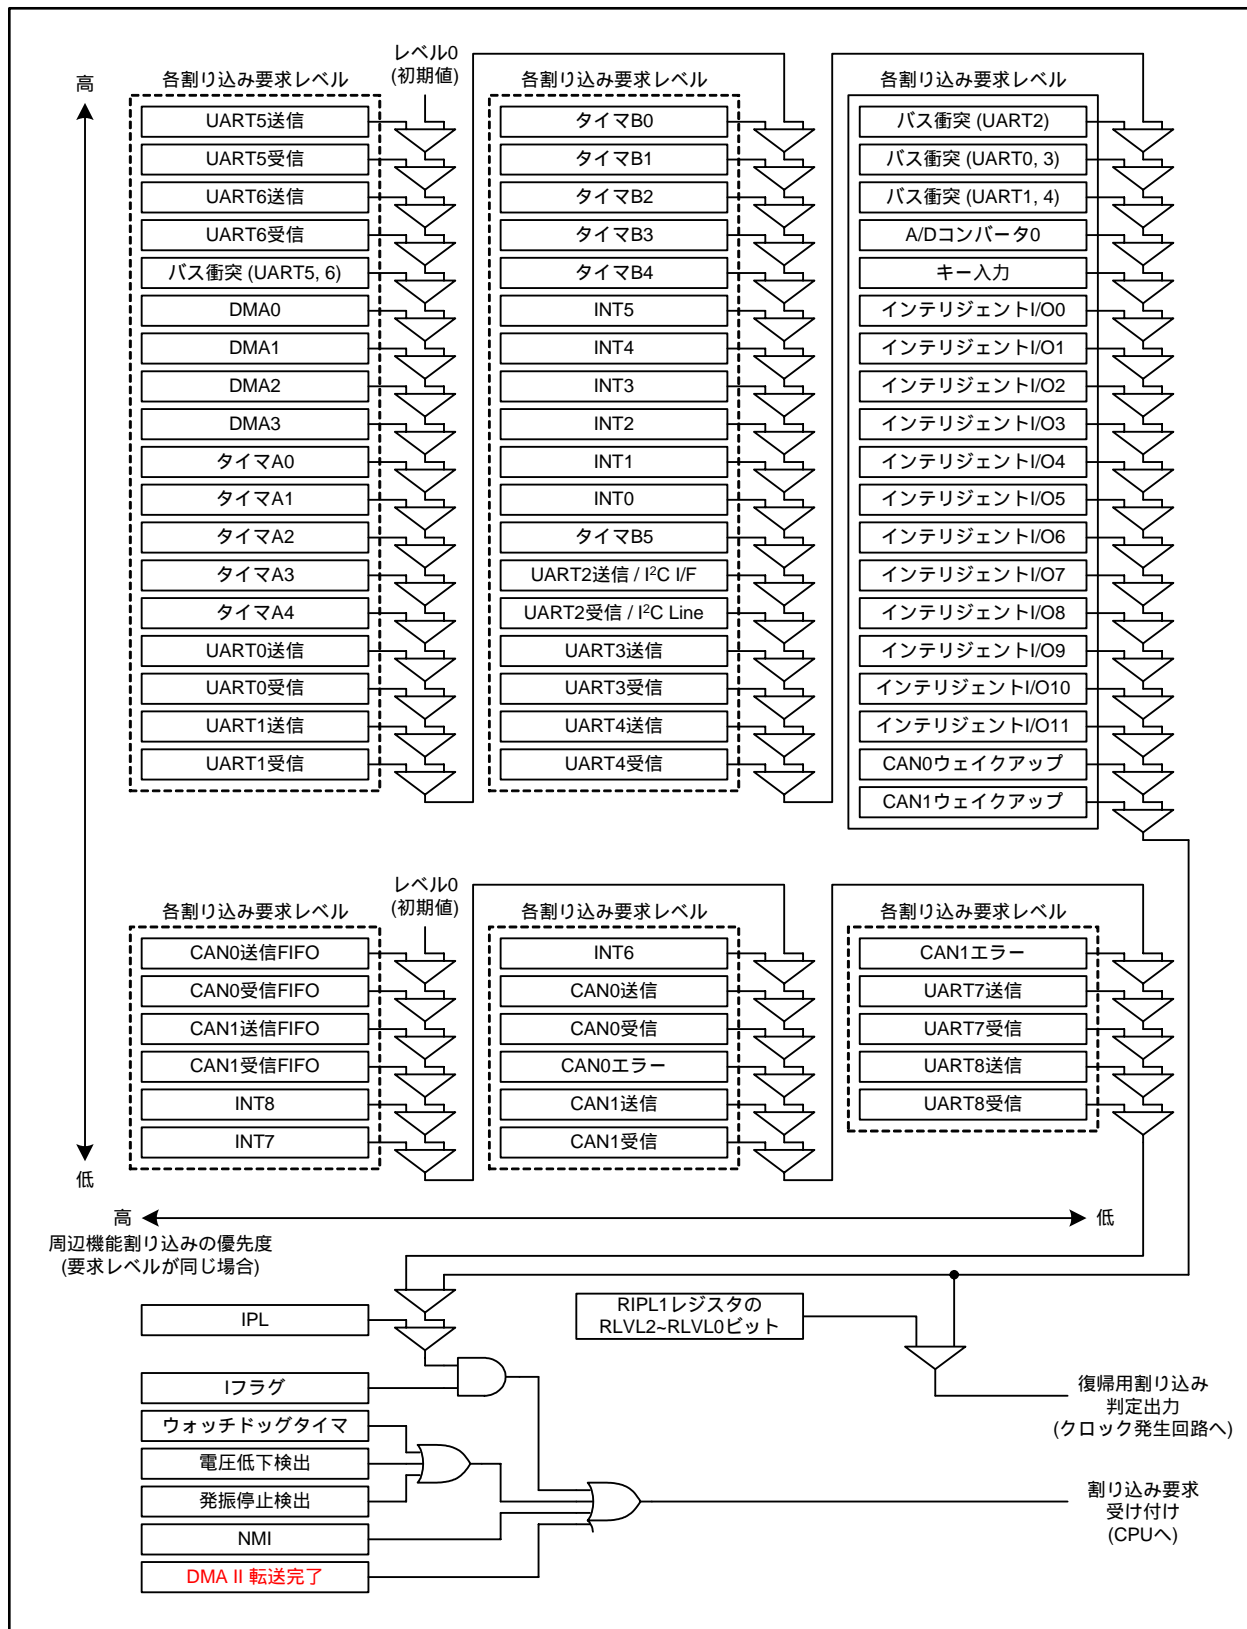 高
各割り込み要求レベル
UART5送信
UART5受信
UART6送信
UART6受信
バス衝突 (UART5, 6)
DMA0
DMA1
DMA2
DMA3
タイマA0
タイマA1
タイマA2
タイマA3
タイマA4
UART0送信
UART0受信
UART1送信
UART1受信
レベル0
(初期値)
各割り込み要求レベル
タイマB0
タイマB1
タイマB2
タイマB3
タイマB4
INT5
INT4
INT3
INT2
INT1
INT0
タイマB5
UART2送信 / I²C I/F
UART2受信 / I²C Line
UART3送信
UART3受信
UART4送信
UART4受信
各割り込み要求レベル
バス衝突 (UART2)
バス衝突 (UART0, 3)
バス衝突 (UART1, 4)
A/Dコンバータ0
キー入力
インテリジェントI/O0
インテリジェントI/O1
インテリジェントI/O2
インテリジェントI/O3
インテリジェントI/O4
インテリジェントI/O5
インテリジェントI/O6
インテリジェントI/O7
インテリジェントI/O8
インテリジェントI/O9
インテリジェントI/O10
インテリジェントI/O11
CAN0ウェイクアップ
CAN1ウェイクアップ
各割り込み要求レベル
CAN0送信FIFO
CAN0受信FIFO
CAN1送信FIFO
CAN1受信FIFO
INT8
INT7
レベル0
(初期値)
各割り込み要求レベル
INT6
CAN0送信
CAN0受信
CAN0エラー
CAN1送信
CAN1受信
各割り込み要求レベル
CAN1エラー
UART7送信
UART7受信
UART8送信
UART8受信
低
高
低
周辺機能割り込みの優先度
(要求レベルが同じ場合)
IPL
RIPL1レジスタの
RLVL2~RLVL0ビット
Iフラグ
ウォッチドッグタイマ
電圧低下検出
発振停止検出
NMI
DMA II 転送完了
復帰用割り込み
判定出力
(クロック発生回路へ)
割り込み要求
受け付け
(CPUへ)